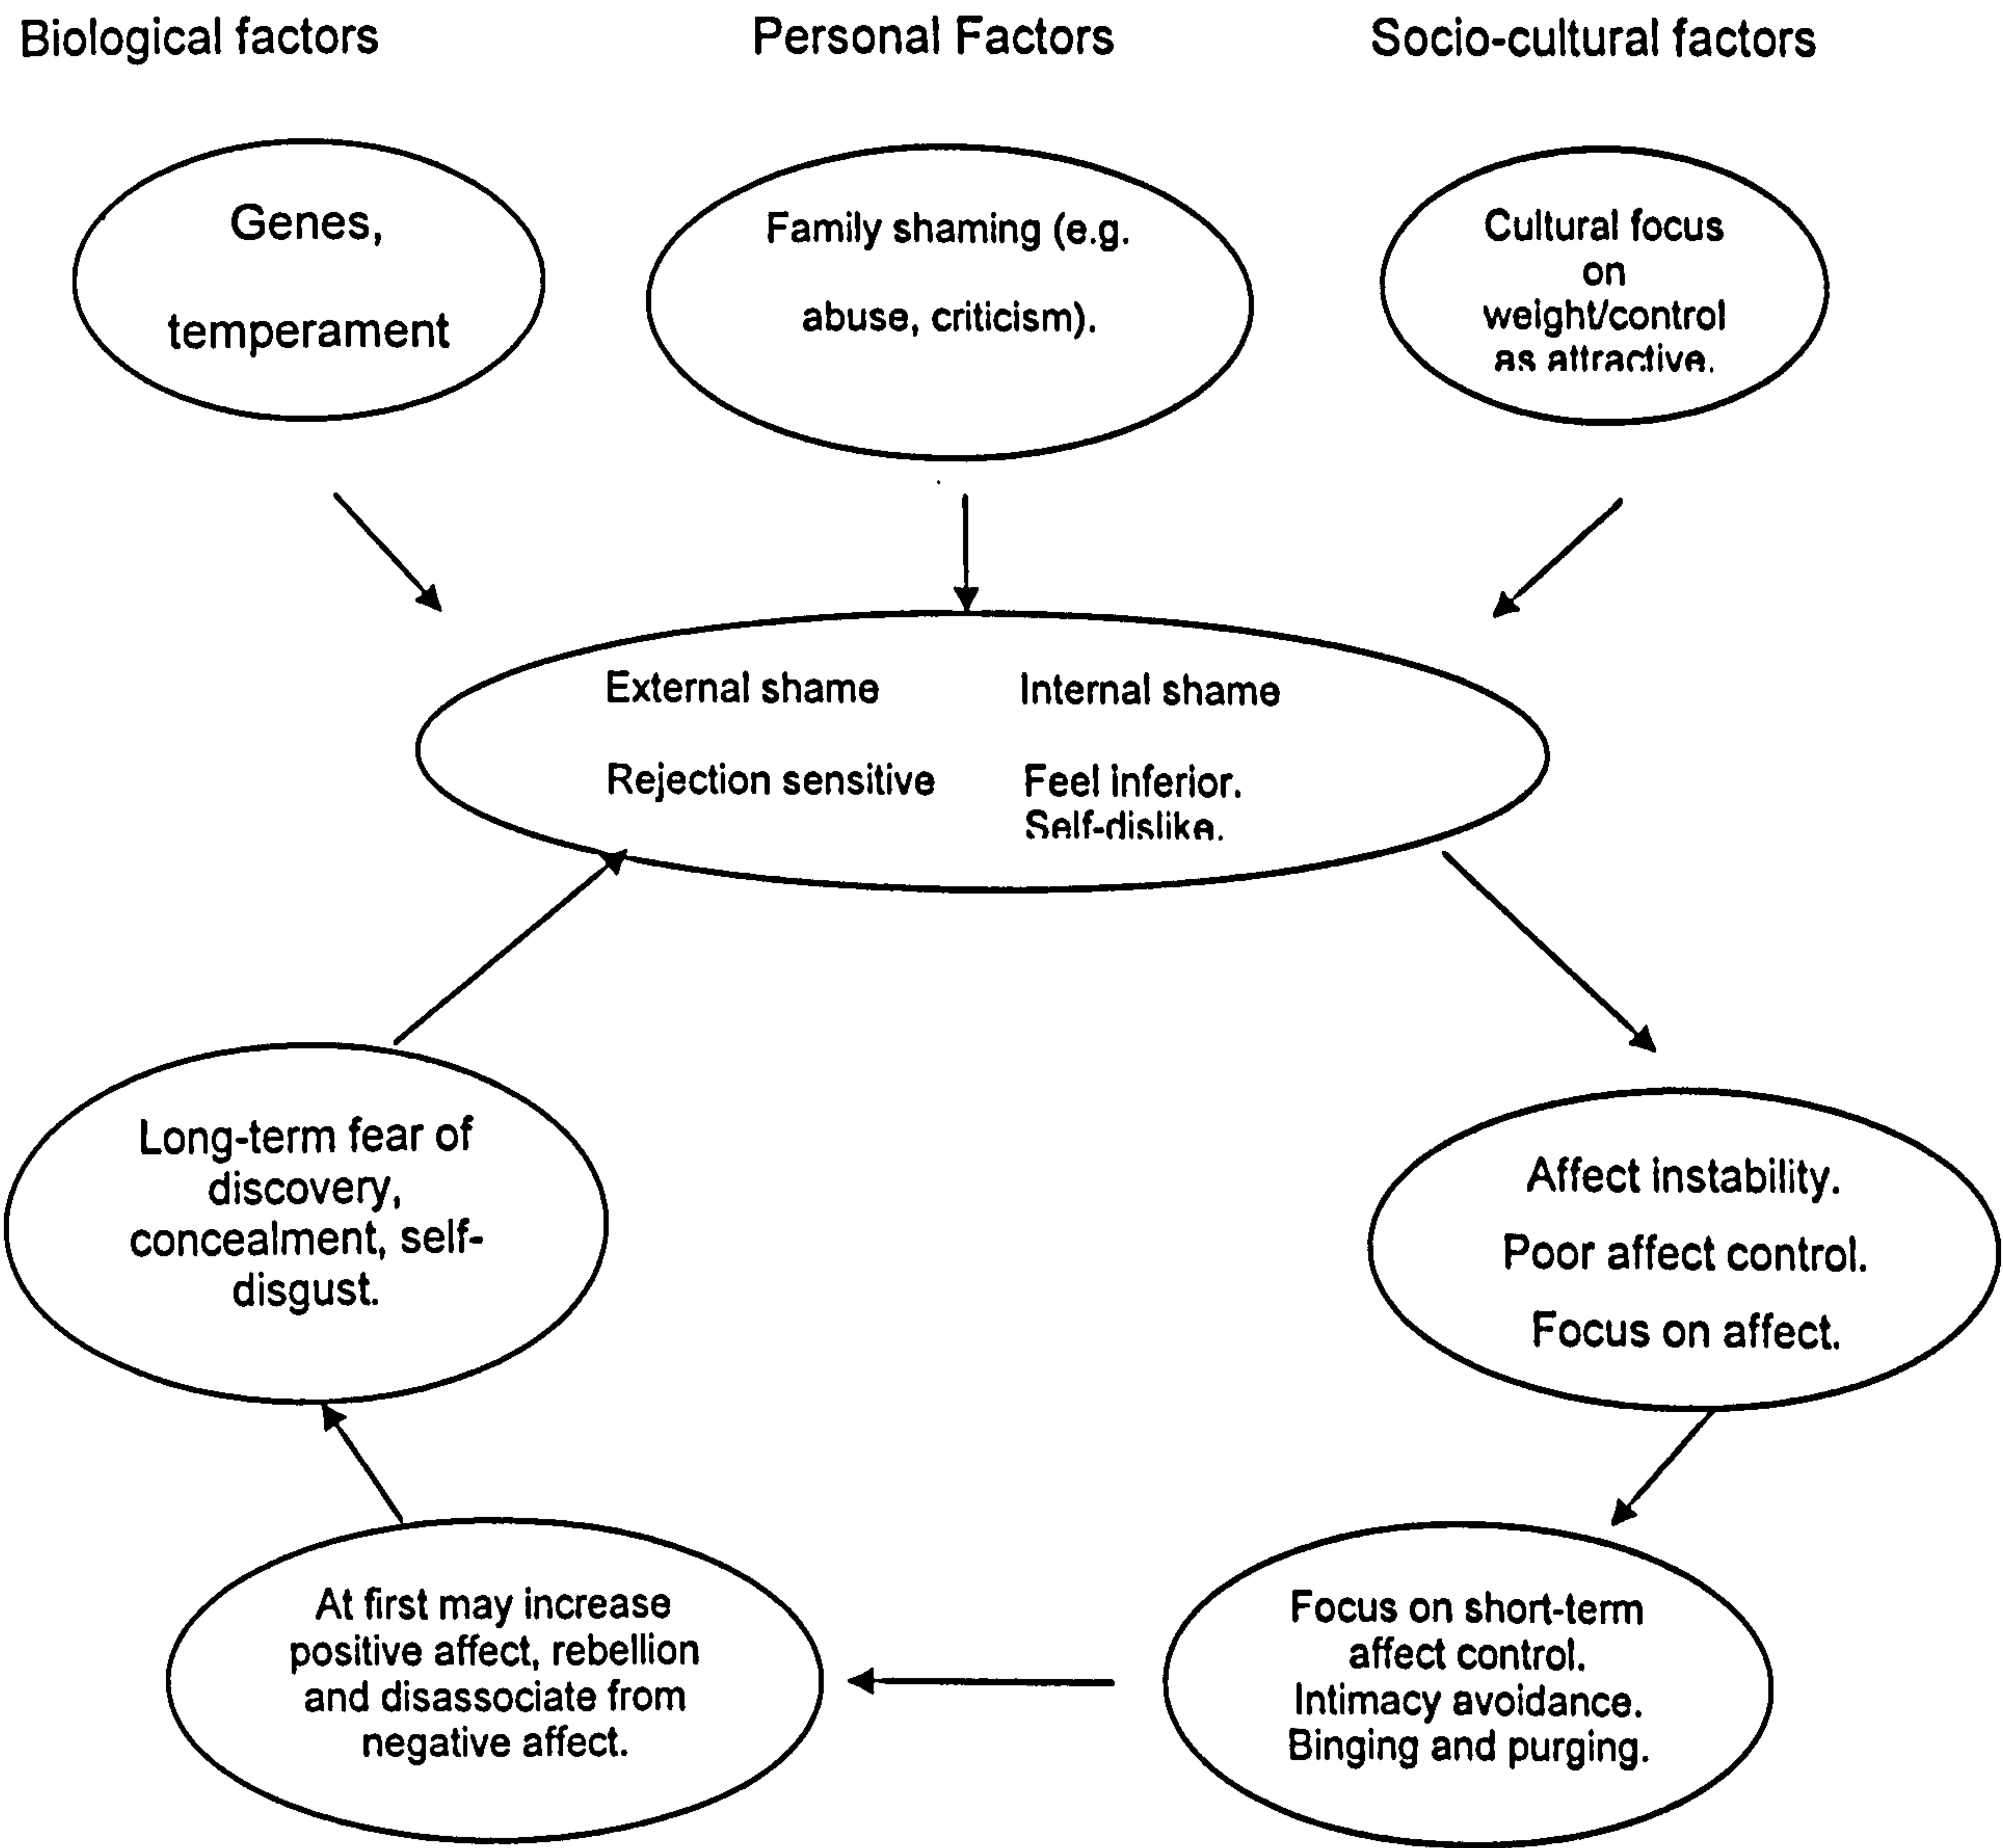 Biological factors
Personal Factors
Socio-cultural factors
Genes,
temperament
Family shaming (e.g.
abuse, criticism).
Cultural focus
on
weight/control
as attractive.
External shame
Internal shame
Rejection sensitive
Feel inferior.
Self-dislike.
Long-term fear of
discovery,
concealment, self-
disgust.
Affect instability.
Poor affect control.
Focus on affect.
At first may increase
positive affect, rebellion
and disassociate from
negative affect.
Focus on short-term
affect control.
Intimacy avoidance.
Binging and purging.